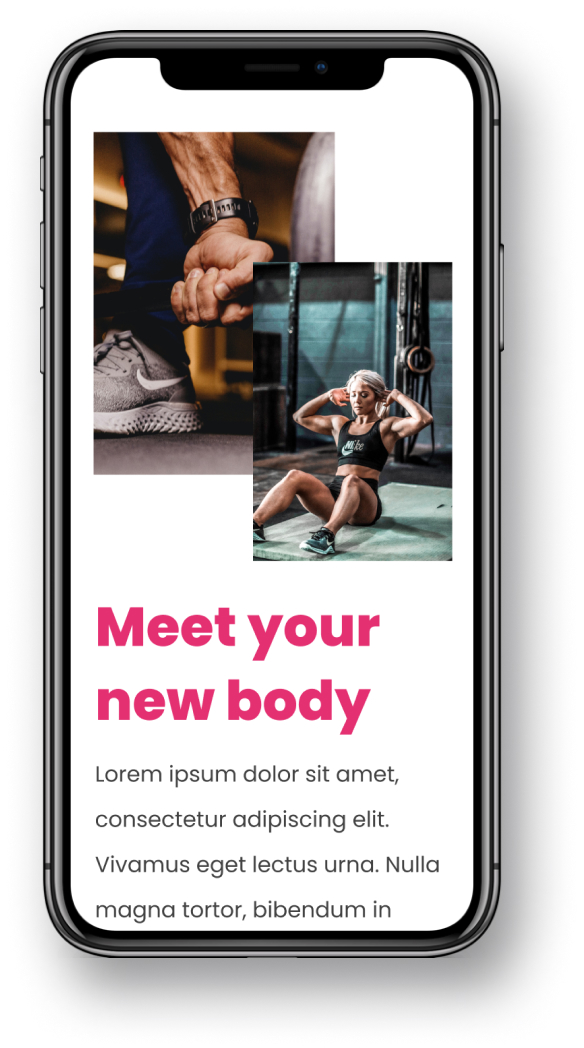 Nike
Meet your
new body
Lorem ipsum dolor sit amet,
consectetur adipiscing elit.
Vivamus eget lectus urna. Nulla
magna tortor, bibendum in